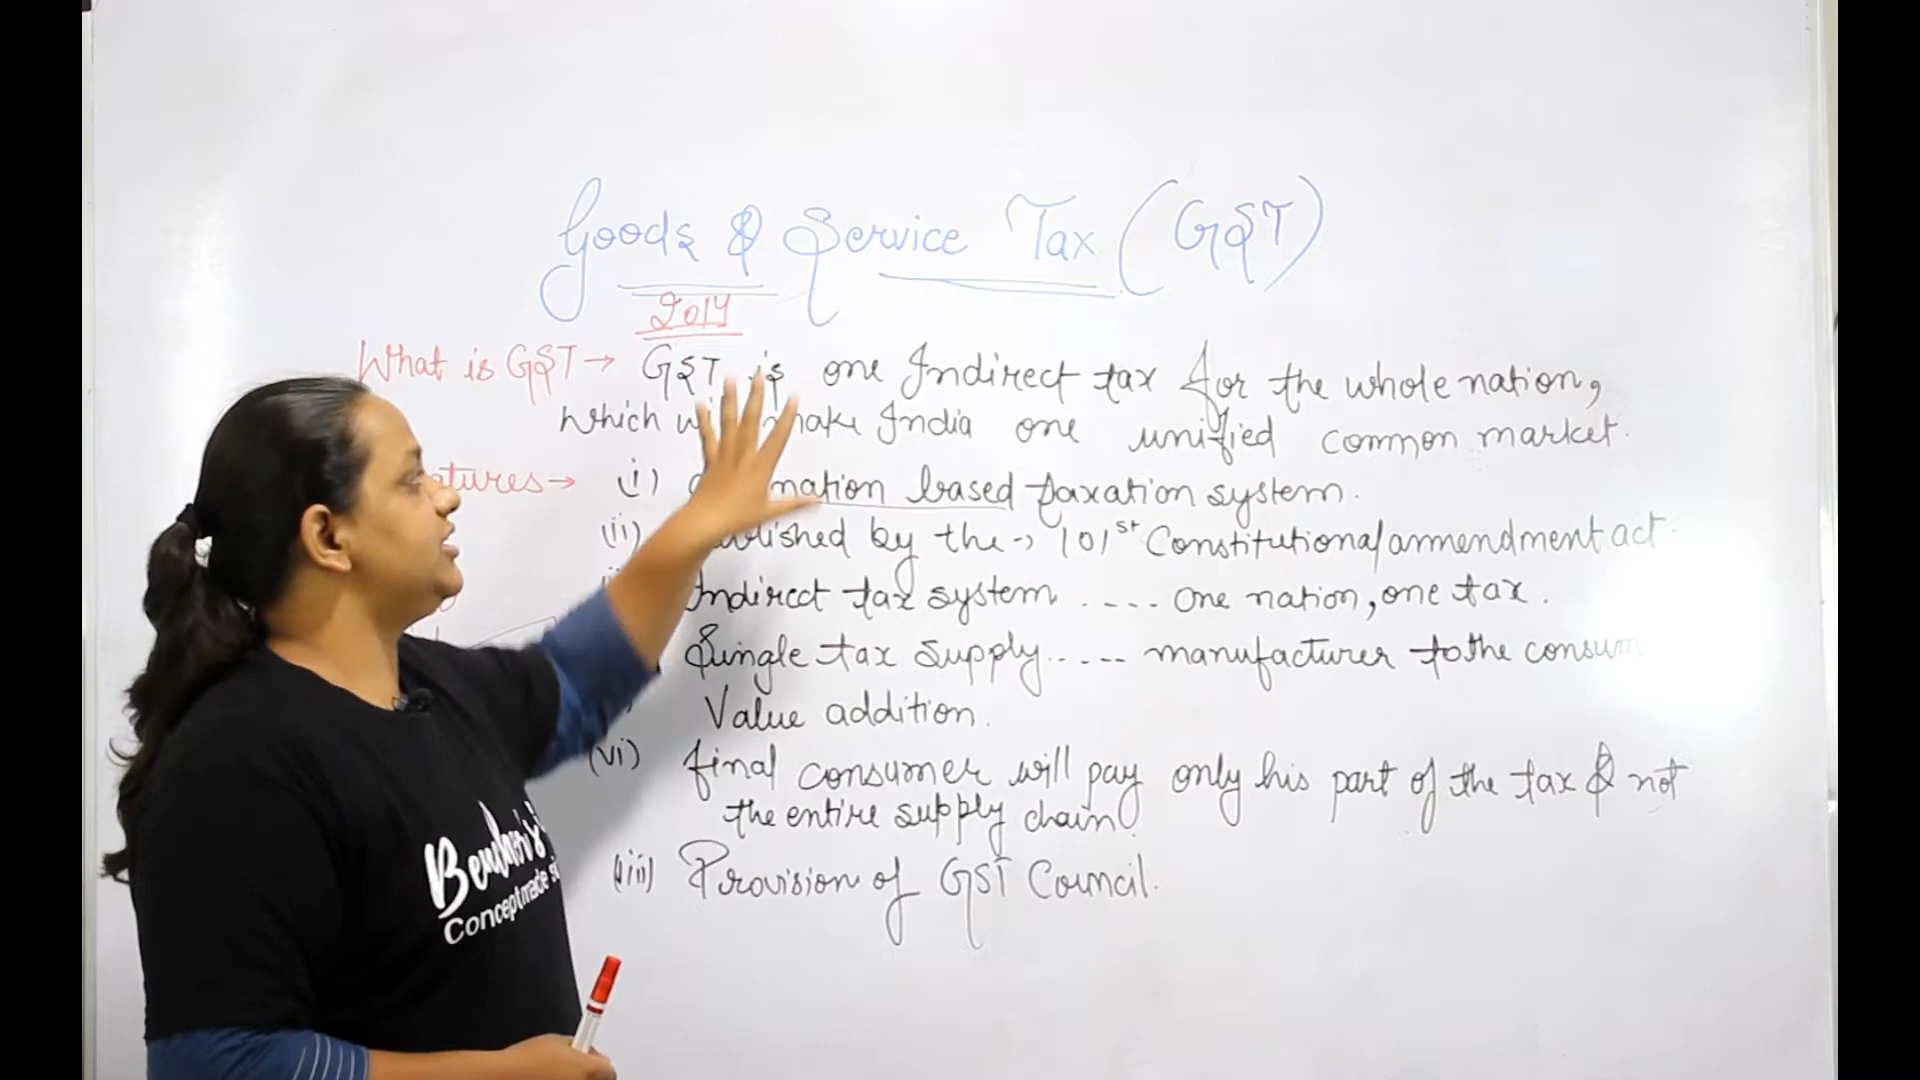 Goods & Service Tax (GST)
2017
What is GST → GST is one Indirect tax for the whole nation,
which make India one unified common market.
→ (i) based taxation system.
(ii) by the → 101st Constitutional ammendment act.
Indirect tax system .... One nation, one tax.
Single tax supply..... manufacturer to the
Value addition.
(vi) final consumer will pay only his part of the tax & not
the entire supply chain.
(iii) Provision of GST Council.